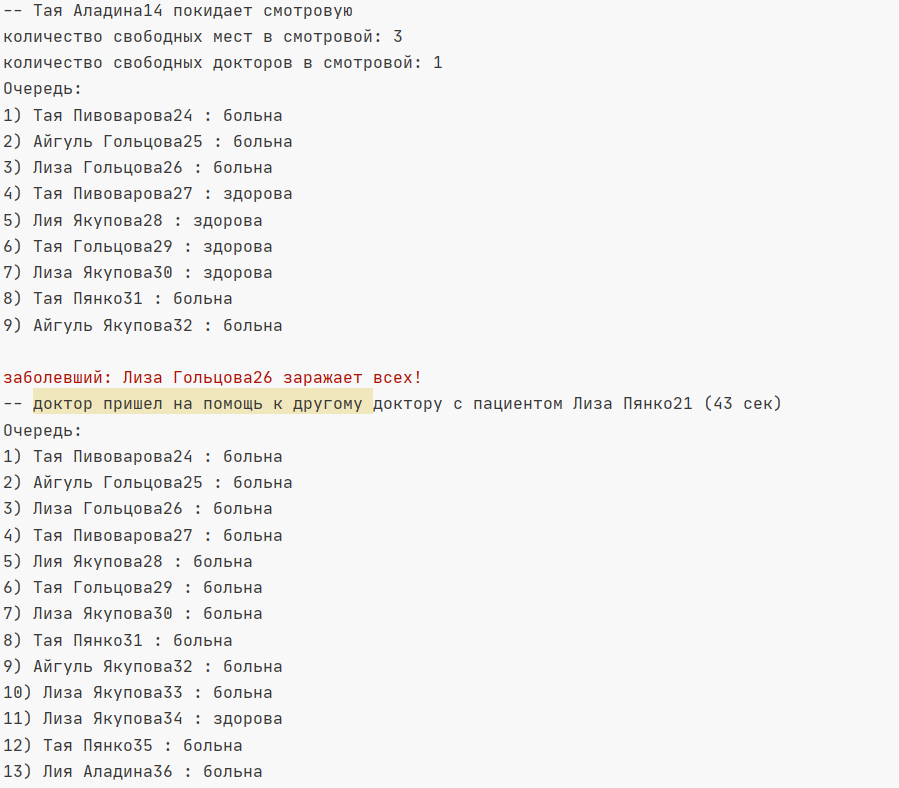 -- Тая Аладина14 покидает смотровую
количество свободных мест в смотровой: 3
количество свободных докторов в смотровой: 1
Очередь:
1) Тая Пивоварова24 : больна
2) Айгуль Гольцова25 : больна
3) Лиза Гольцова26 : больна
4) Тая Пивоварова27 : здорова
5) Лия Якупова28 : здорова
6) Тая Гольцова29 : здорова
7) Лиза Якупова30 : здорова
8) Тая Пянко31 : больна
9) Айгуль Якупова32 : больна
заболевший: Лиза Гольцова26 заражает всех!
-- доктор пришел на помощь к другому доктору с пациентом Лиза Пянко21 (43 сек)
Очередь:
1) Тая Пивоварова24 : больна
2) Айгуль Гольцова25 : больна
3) Лиза Гольцова26 : больна
4) Тая Пивоварова27 : больна
5) Лия Якупова28 : больна
6) Тая Гольцова29 : больна
7) Лиза Якупова30 : больна
8) Тая Пянко31 : больна
9) Айгуль Якупова32 : больна
10) Лиза Якупова33 : больна
11) Лиза Якупова34 : здорова
12) Тая Пянко35 : больна
13) Лия Аладина36 : больна